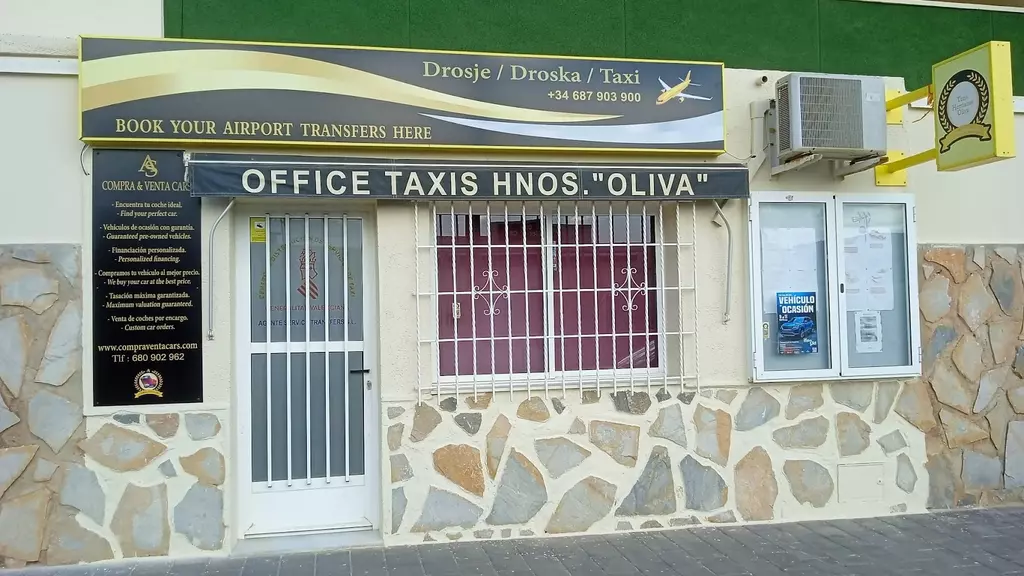 Drosje / Droska / Taxi
+34 687 903 900
BOOK YOUR AIRPORT TRANSFERS HERE
OFFICE TAXIS HNOS. "OLIVA"
AS
COMPRA & VENTA CARS
- Encuentra tu coche ideal.
- Find your perfect car.
- Vehículos de ocasión con garantía.
- Guaranteed pre-owned vehicles.
- Financiación personalizada.
- Personalized financing.
- Compramos tu vehículo al mejor precio.
- We buy your car at the best price.
- Tasación máxima garantizada.
- Maximum valuation guaranteed.
- Venta de coches por encargo.
- Custom car orders.
www.compraventacars.com
Tlf : 680 902 962
VEHÍCULO
OCASIÓN